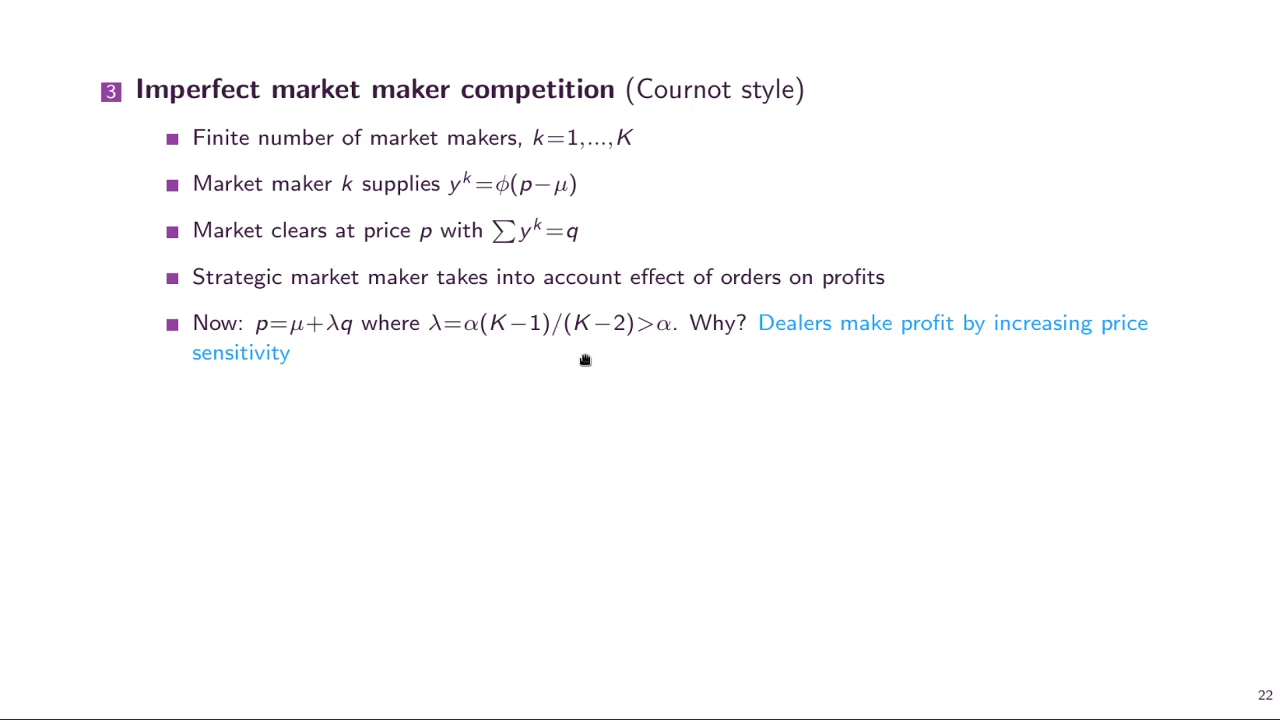 3 Imperfect market maker competition (Cournot style)
Finite number of market makers, k=1,...,K
Market maker k supplies yᵏ=ϕ(p−μ)
Market clears at price p with ∑yᵏ=q
Strategic market maker takes into account effect of orders on profits
Now: p=μ+λq where λ=α(K−1)/(K−2)>α. Why? Dealers make profit by increasing price
sensitivity
22